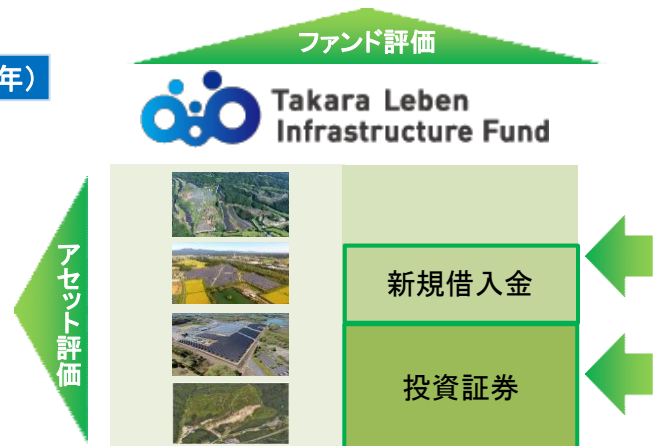 ファンド評価
年)
Takara Leben
Infrastructure Fund
アセット評価
新規借入金
投資証券